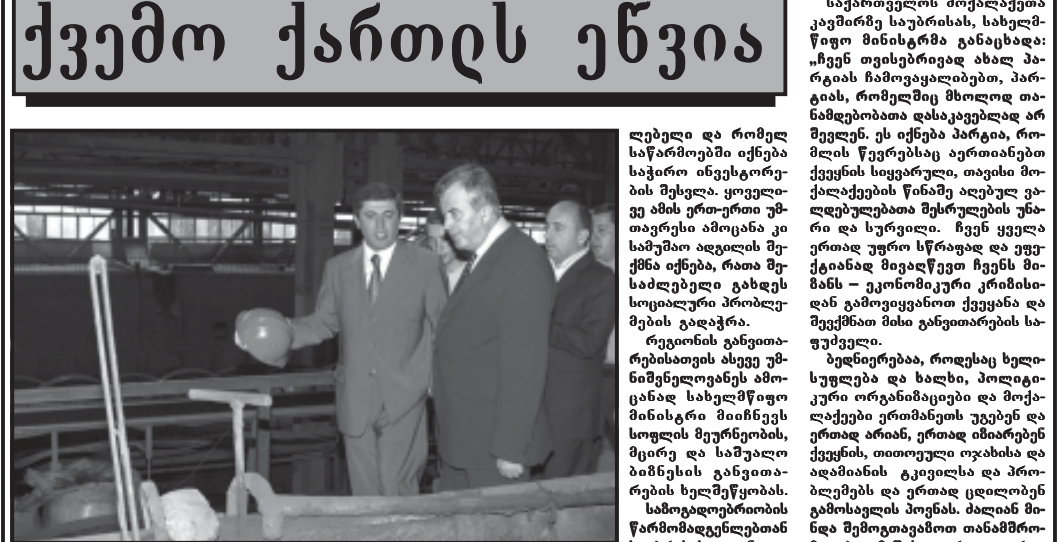 ქვემო ქართლს ეწვია
ლებელი და რომელ
საწარმოებში იქნება
საჭირო ინვესტორე-
ბის შესვლა. ყოველი-
ვე ამის ერთ-ერთი უმ-
თავრესი ამოცანა კი
სამუშაო ადგილის შე-
ქმნა იქნება, რათა შე-
საძლებელი გახდეს
სოციალური პრობლე-
მების გადაჭრა.
რეგიონის განვითა-
რებისათვის ასევე უმ-
ნიშვნელოვანეს ამო-
ცანად სახელმწიფო
მინისტრი მიიჩნევს
სოფლის მეურნეობის,
მცირე და საშუალო
ბიზნესის განვითა-
რების ხელშეწყობას.
საზოგადოებრიობის
წარმომადგენლებთან
საქართველოს მოქალაქეთა
კავშირზე საუბრისას, სახელმ-
წიფო მინისტრმა განაცხადა:
„ჩვენ თვისებრივად ახალ პა-
რტიას ჩამოვაყალიბებთ, პარ-
ტიას, რომელშიც მხოლოდ თა-
ნამდებობათა დასაკავებლად არ
შევლენ. ეს იქნება პარტია, რო-
მლის წევრებსაც აერთიანებთ
ქვეყნის სიყვარული, თავისი მო-
ქალაქეების წინაშე აღებულ ვა-
ლდებულებათა შესრულების უნა-
რი და სურვილი. ჩვენ ყველა
ერთად უფრო სწრაფად და ეფე-
ქტიანად მივაღწევთ ჩვენს მი-
ზანს – ეკონომიკური კრიზისი-
დან გამოვიყვანოთ ქვეყანა და
შევქმნათ მისი განვითარების სა-
ფუძველი.
ბედნიერებაა, როდესაც ხელი-
სუფლება და ხალხი, პოლიტი-
კური ორგანიზაციები და მოქა-
ლაქეები ერთმანეთს უგებენ და
ერთად არიან, ერთად იზიარებენ
ქვეყნის, თითოეული ოჯახისა და
ადამიანის ტკივილსა და პრო-
ბლემებს და ერთად ცდილობენ
გამოსავლის პოვნას. ძალიან მი-
ნდა შემოგთავაზოთ თანამშრო-